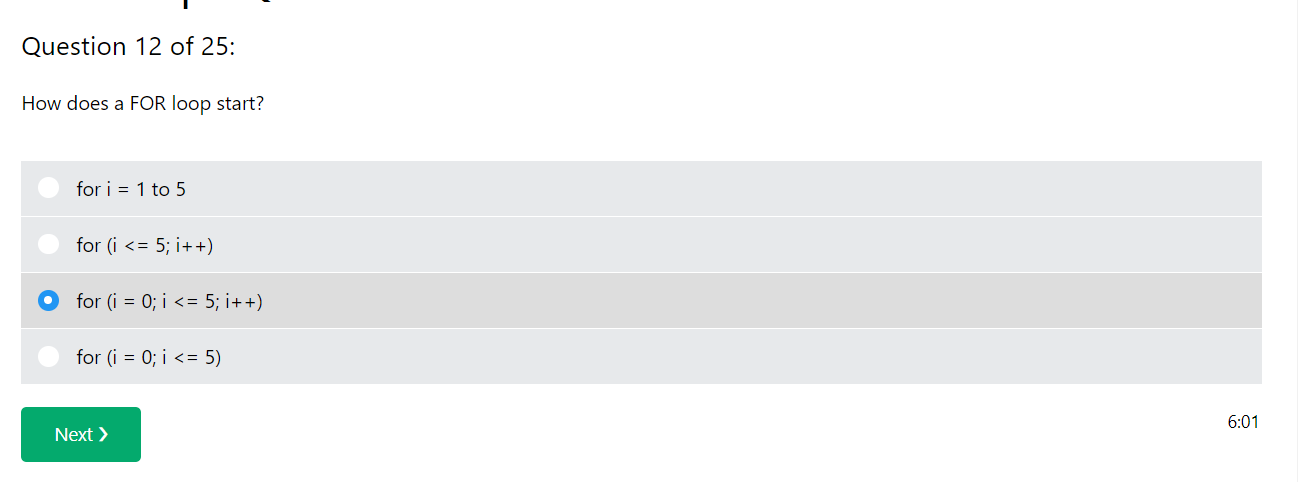 Question 12 of 25:
How does a FOR loop start?
for i = 1 to 5
for (i <= 5; i++)
for (i = 0; i <= 5; i++)
for (i = 0; i <= 5)
Next ❯
6:01